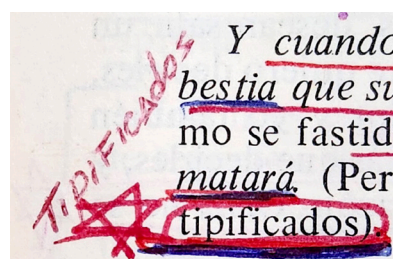 TIPIFICADOS
Y cuando
bestia que su
mo se fastid
matará. (Per
tipificados).